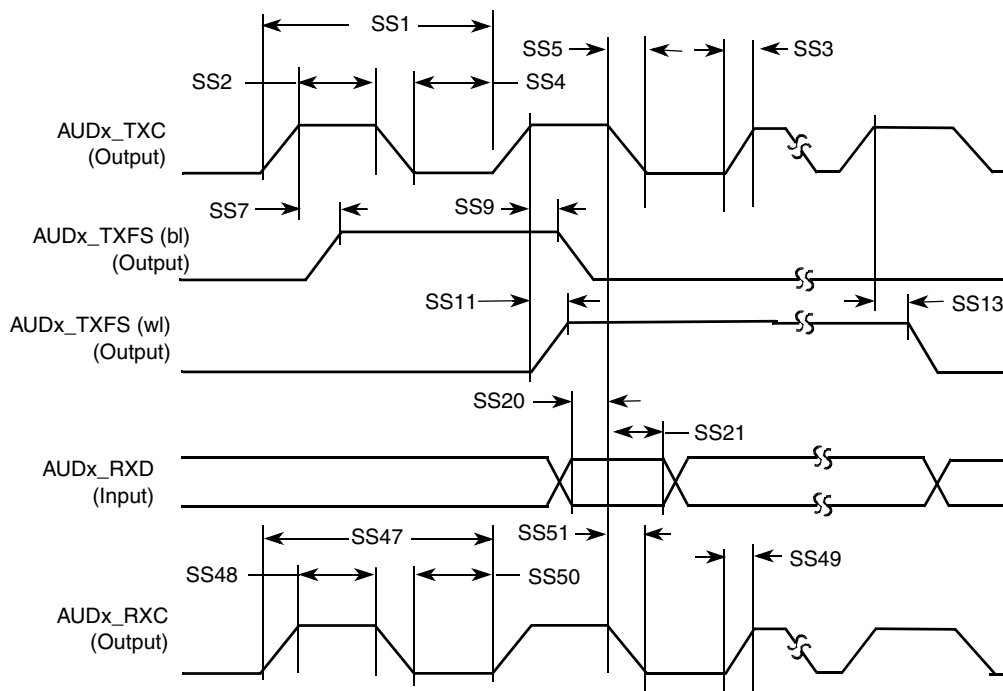 SS1
SS5
SS3
SS2
SS4
AUDx_TXC
(Output)
SS7
SS9
AUDx_TXFS (bl)
(Output)
SS11
SS13
AUDx_TXFS (wl)
(Output)
SS20
SS21
AUDx_RXD
(Input)
SS47
SS51
SS49
SS48
SS50
AUDx_RXC
(Output)